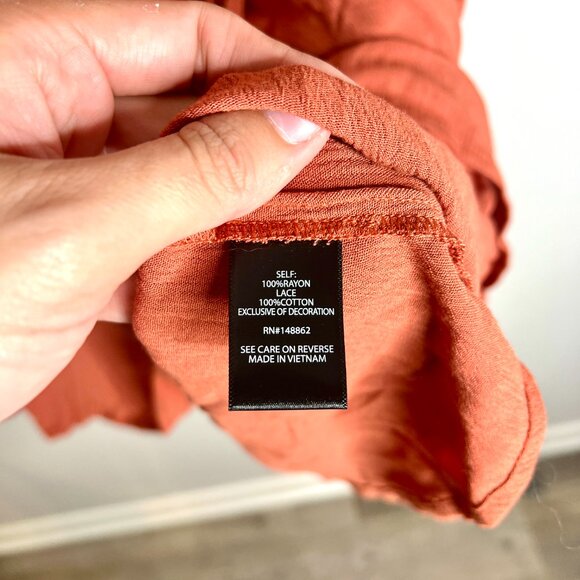 SELF:
100%RAYON
LACE
100%COTTON
EXCLUSIVE OF DECORATION
RN#148862
SEE CARE ON REVERSE
MADE IN VIETNAM